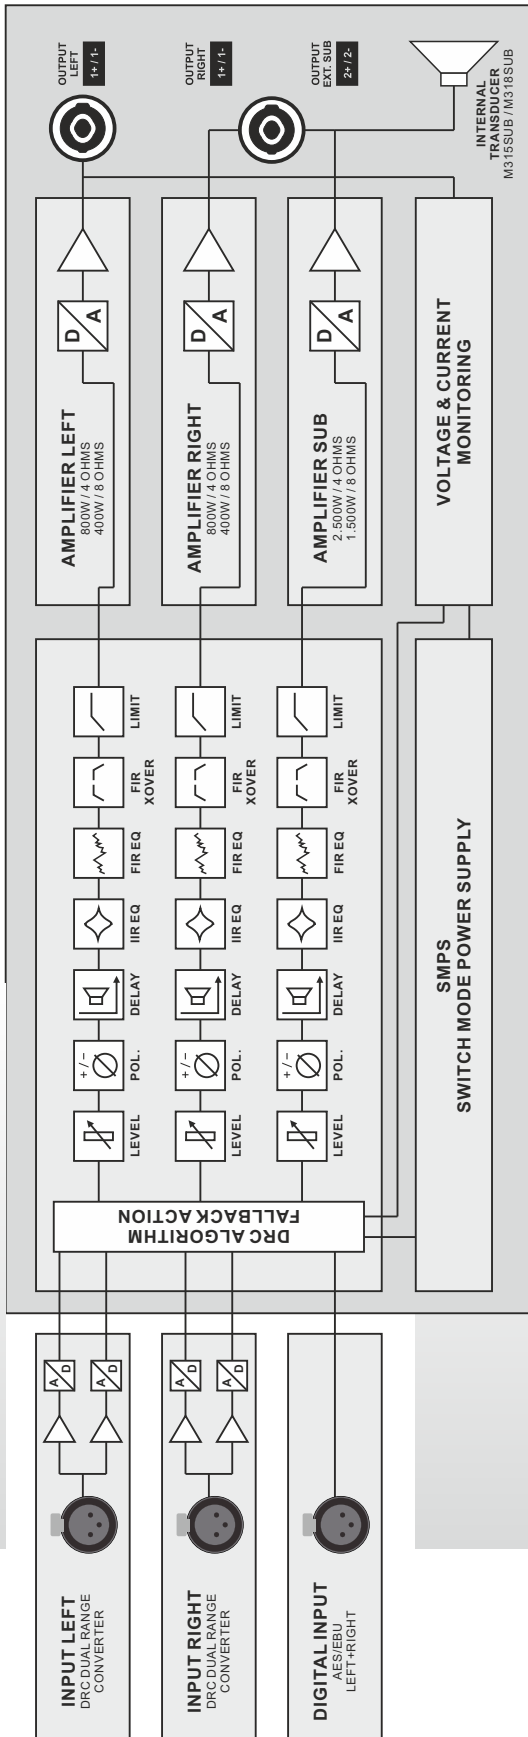 INPUT LEFT
DRC DUAL RANGE
CONVERTER
A
D
A
D
INPUT RIGHT
DRC DUAL RANGE
CONVERTER
A
D
A
D
DIGITAL INPUT
AES/EBU
LEFT+RIGHT
DRC ALGORITHM
FALLBACK ACTION
LEVEL
+ / -
POL.
DELAY
IIR EQ
FIR EQ
FIR
XOVER
LIMIT
LEVEL
+ / -
POL.
DELAY
IIR EQ
FIR EQ
FIR
XOVER
LIMIT
LEVEL
+ / -
POL.
DELAY
IIR EQ
FIR EQ
FIR
XOVER
LIMIT
SMPS
SWITCH MODE POWER SUPPLY
AMPLIFIER LEFT
800W / 4 OHMS
400W / 8 OHMS
D
A
AMPLIFIER RIGHT
800W / 4 OHMS
400W / 8 OHMS
D
A
AMPLIFIER SUB
2.500W / 4 OHMS
1.500W / 8 OHMS
D
A
VOLTAGE & CURRENT
MONITORING
OUTPUT
LEFT
1+ / 1-
OUTPUT
RIGHT
1+ / 1-
OUTPUT
EXT. SUB
2+ / 2-
INTERNAL
TRANSDUCER
M315SUB / M318SUB